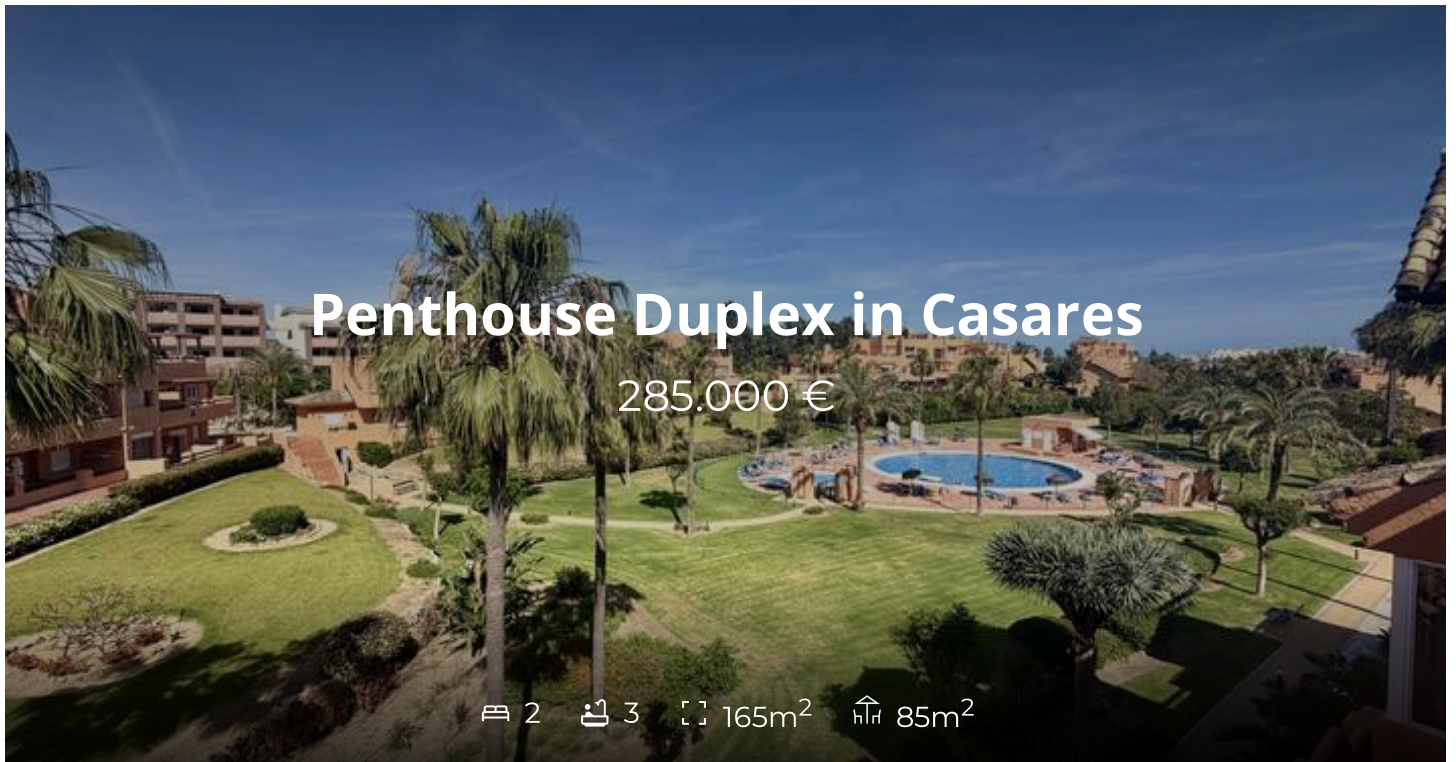 Penthouse Duplex in Casares
285.000 €
2 3 165m² 85m²